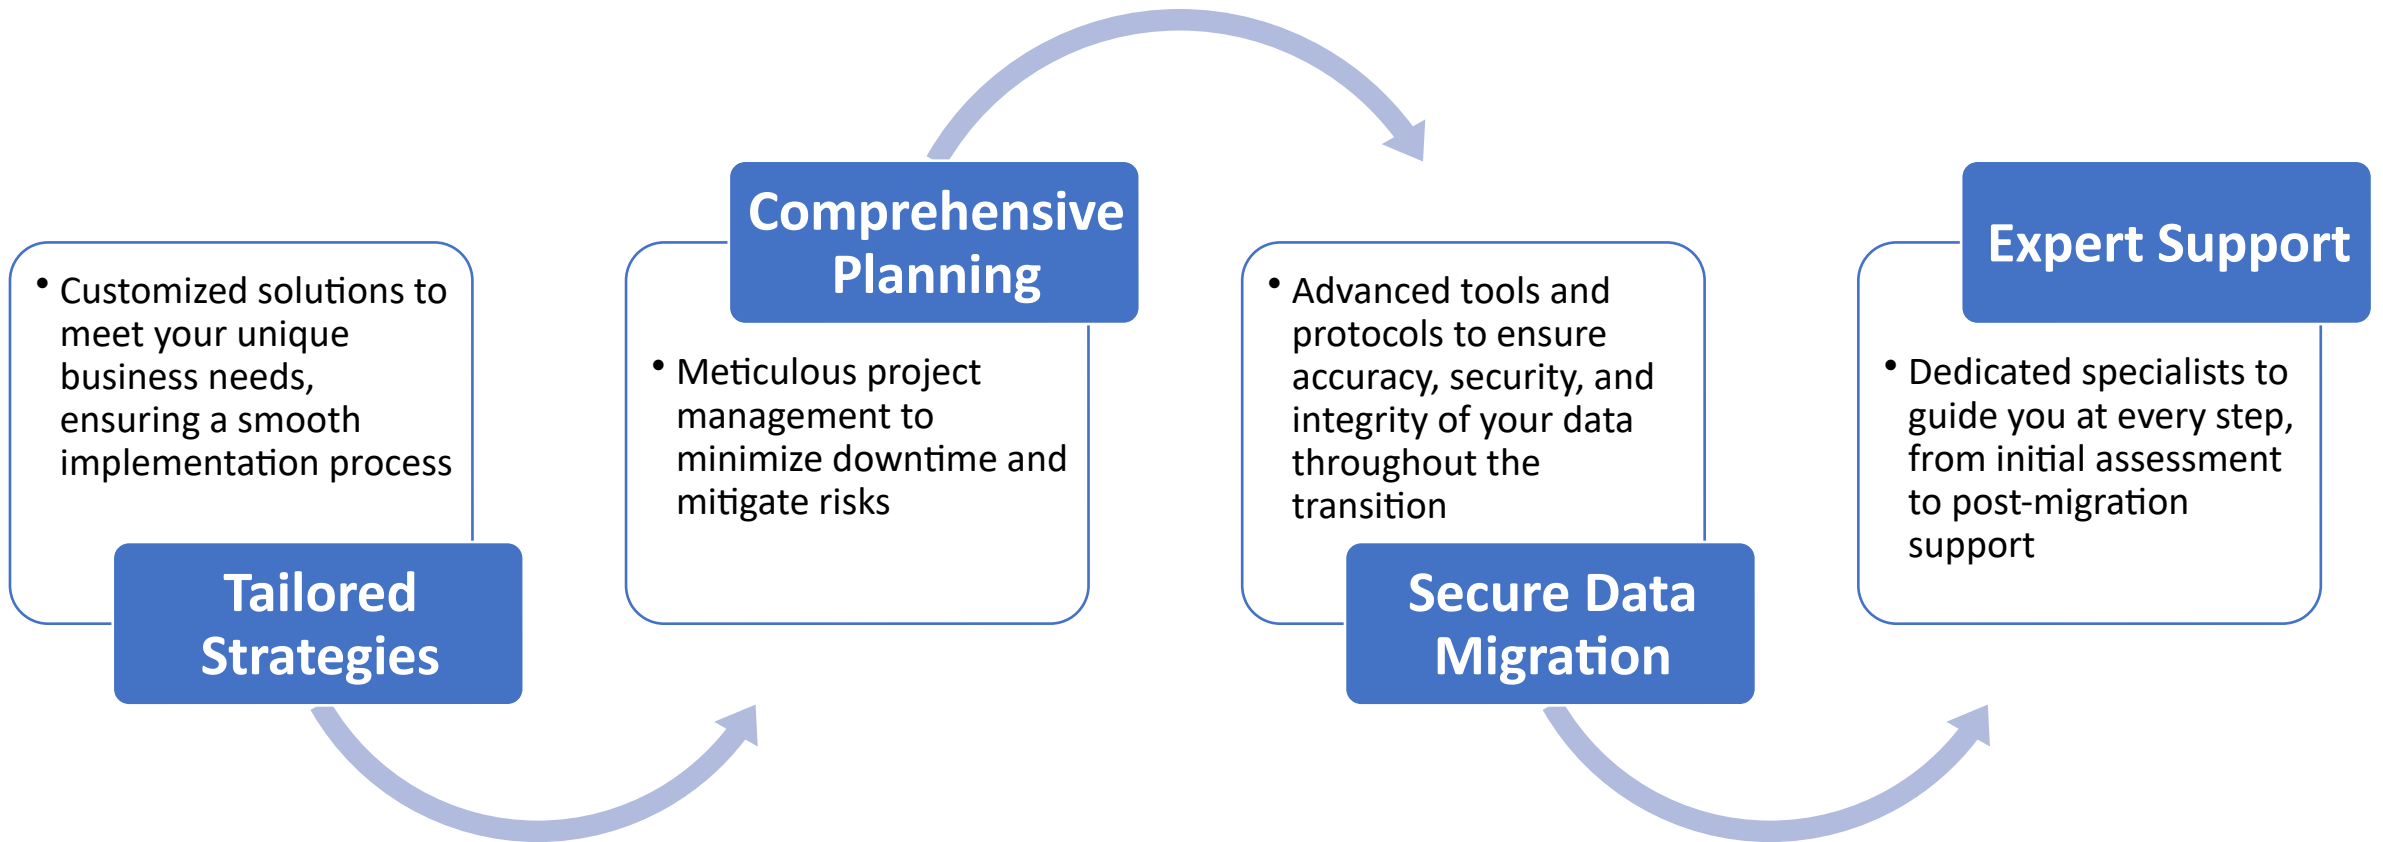 • Customized solutions to
meet your unique
business needs,
ensuring a smooth
implementation process
Tailored
Strategies
Comprehensive
Planning
• Meticulous project
management to
minimize downtime and
mitigate risks
• Advanced tools and
protocols to ensure
accuracy, security, and
integrity of your data
throughout the
transition
Secure Data
Migration
Expert Support
• Dedicated specialists to
guide you at every step,
from initial assessment
to post-migration
support